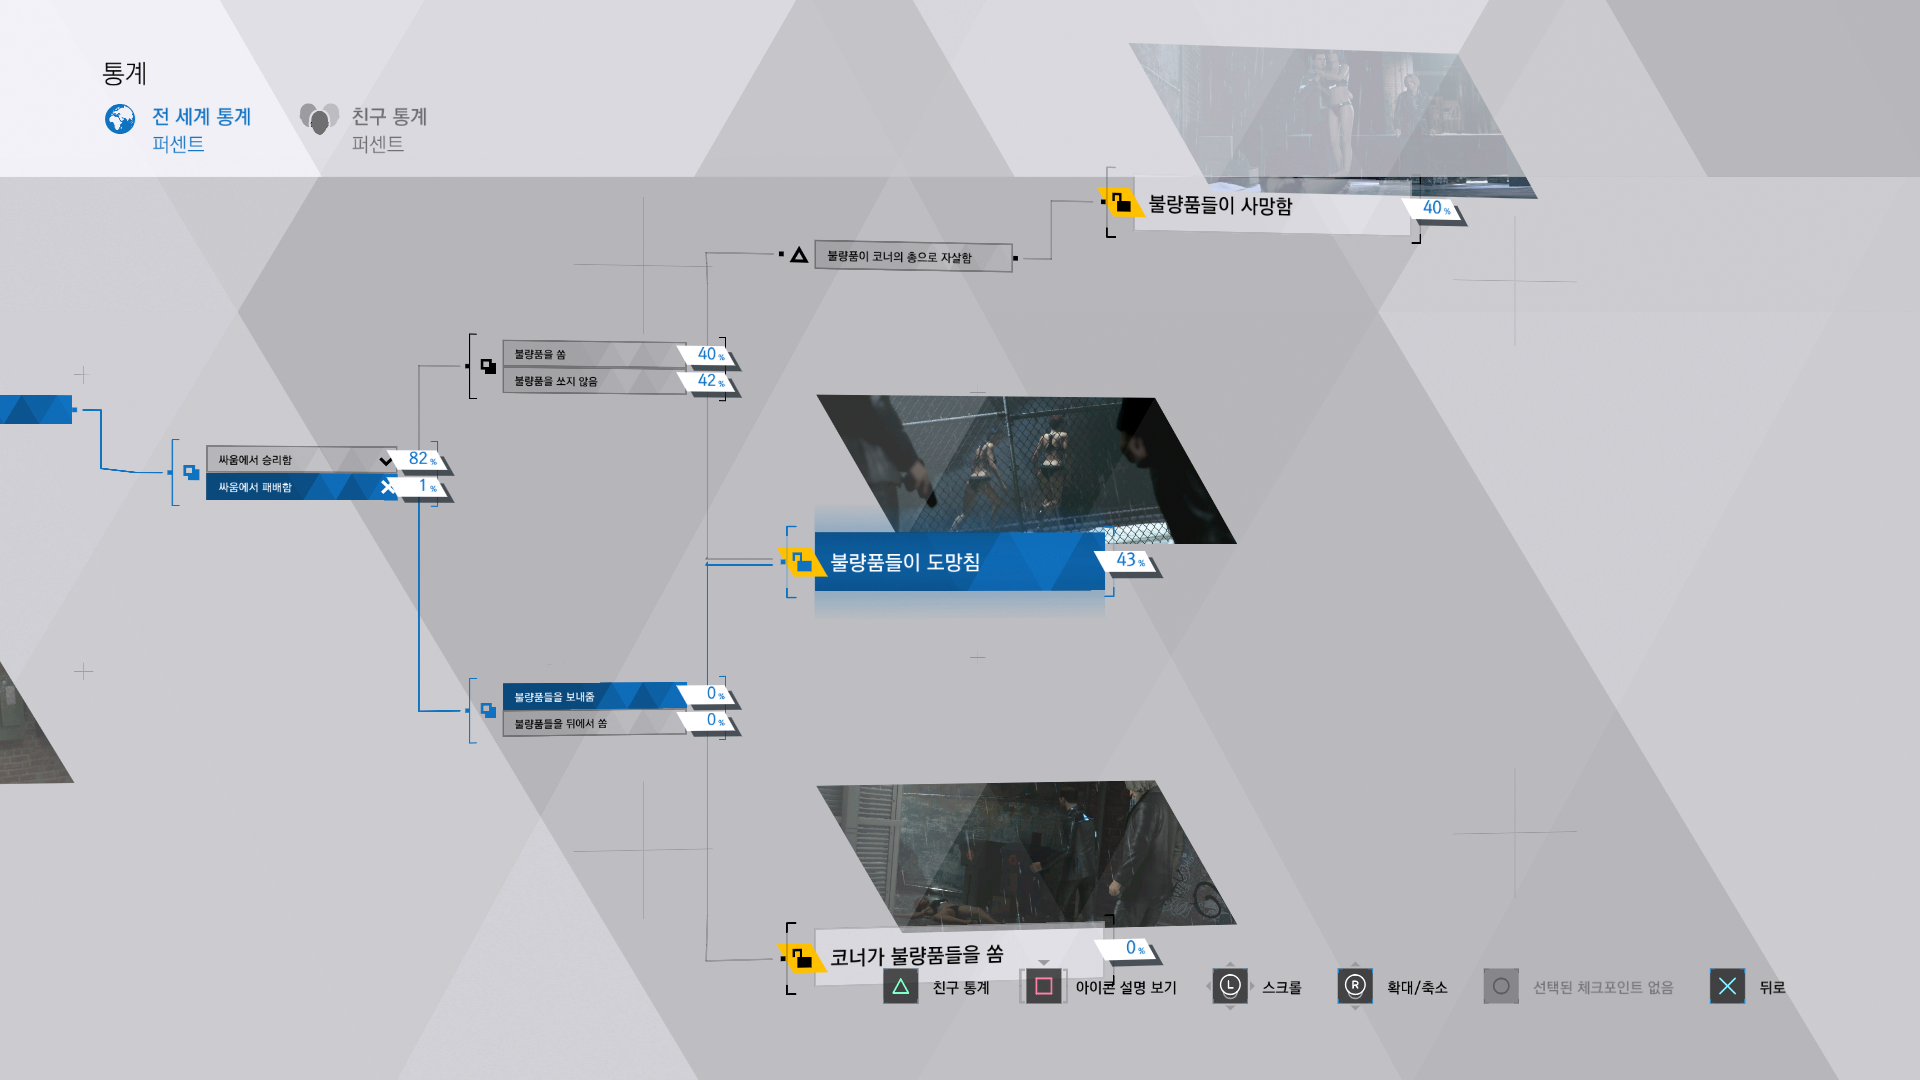 통계
전 세계 통계
퍼센트
친구 통계
퍼센트
불량품들이 사망함
40%
불량품이 코너의 총으로 자살함
불량품을 쏨
40%
불량품을 쏘지 않음
42%
싸움에서 승리함
82%
싸움에서 패배함
1%
불량품들이 도망침
43%
불량품들을 보내줌
0%
불량품들을 뒤에서 쏨
0%
코너가 불량품들을 쏨
0%
친구 통계
아이콘 설명 보기
L
스크롤
R
확대/축소
선택된 체크포인트 없음
뒤로